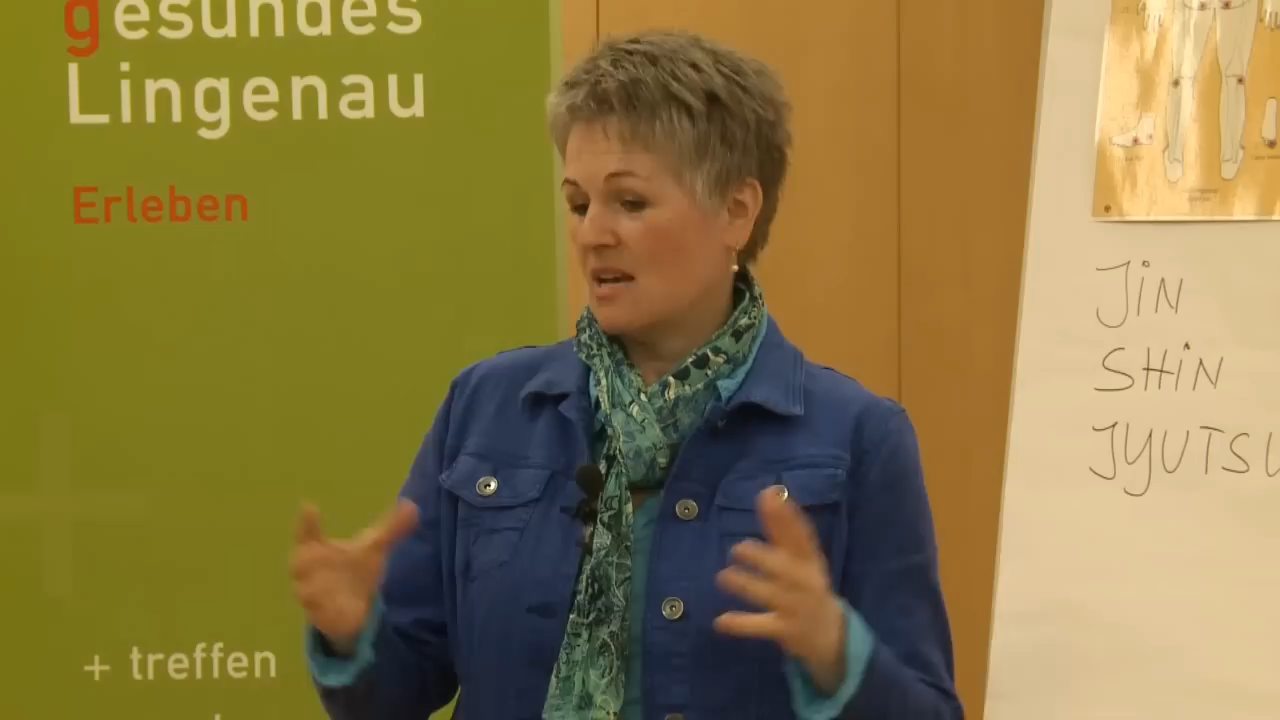 gesundes
Lingenau
Erleben
+ treffen
JiN
SHiN
JYUTSU